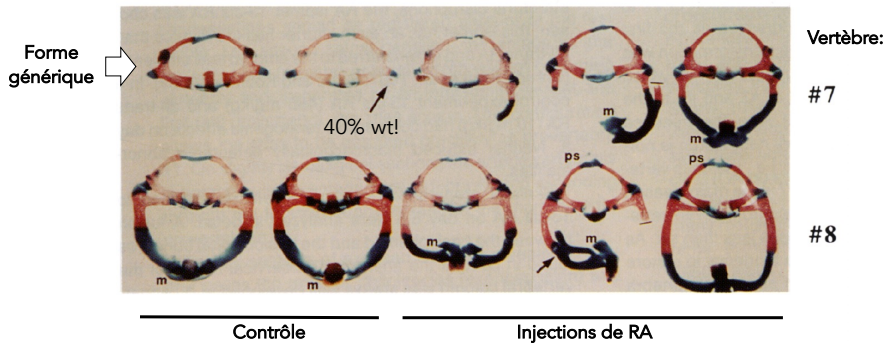 Forme
générique
Vertèbre:
#7
40% wt!
m
m
ps
ps
#8
m
m
m
m
Contrôle
Injections de RA